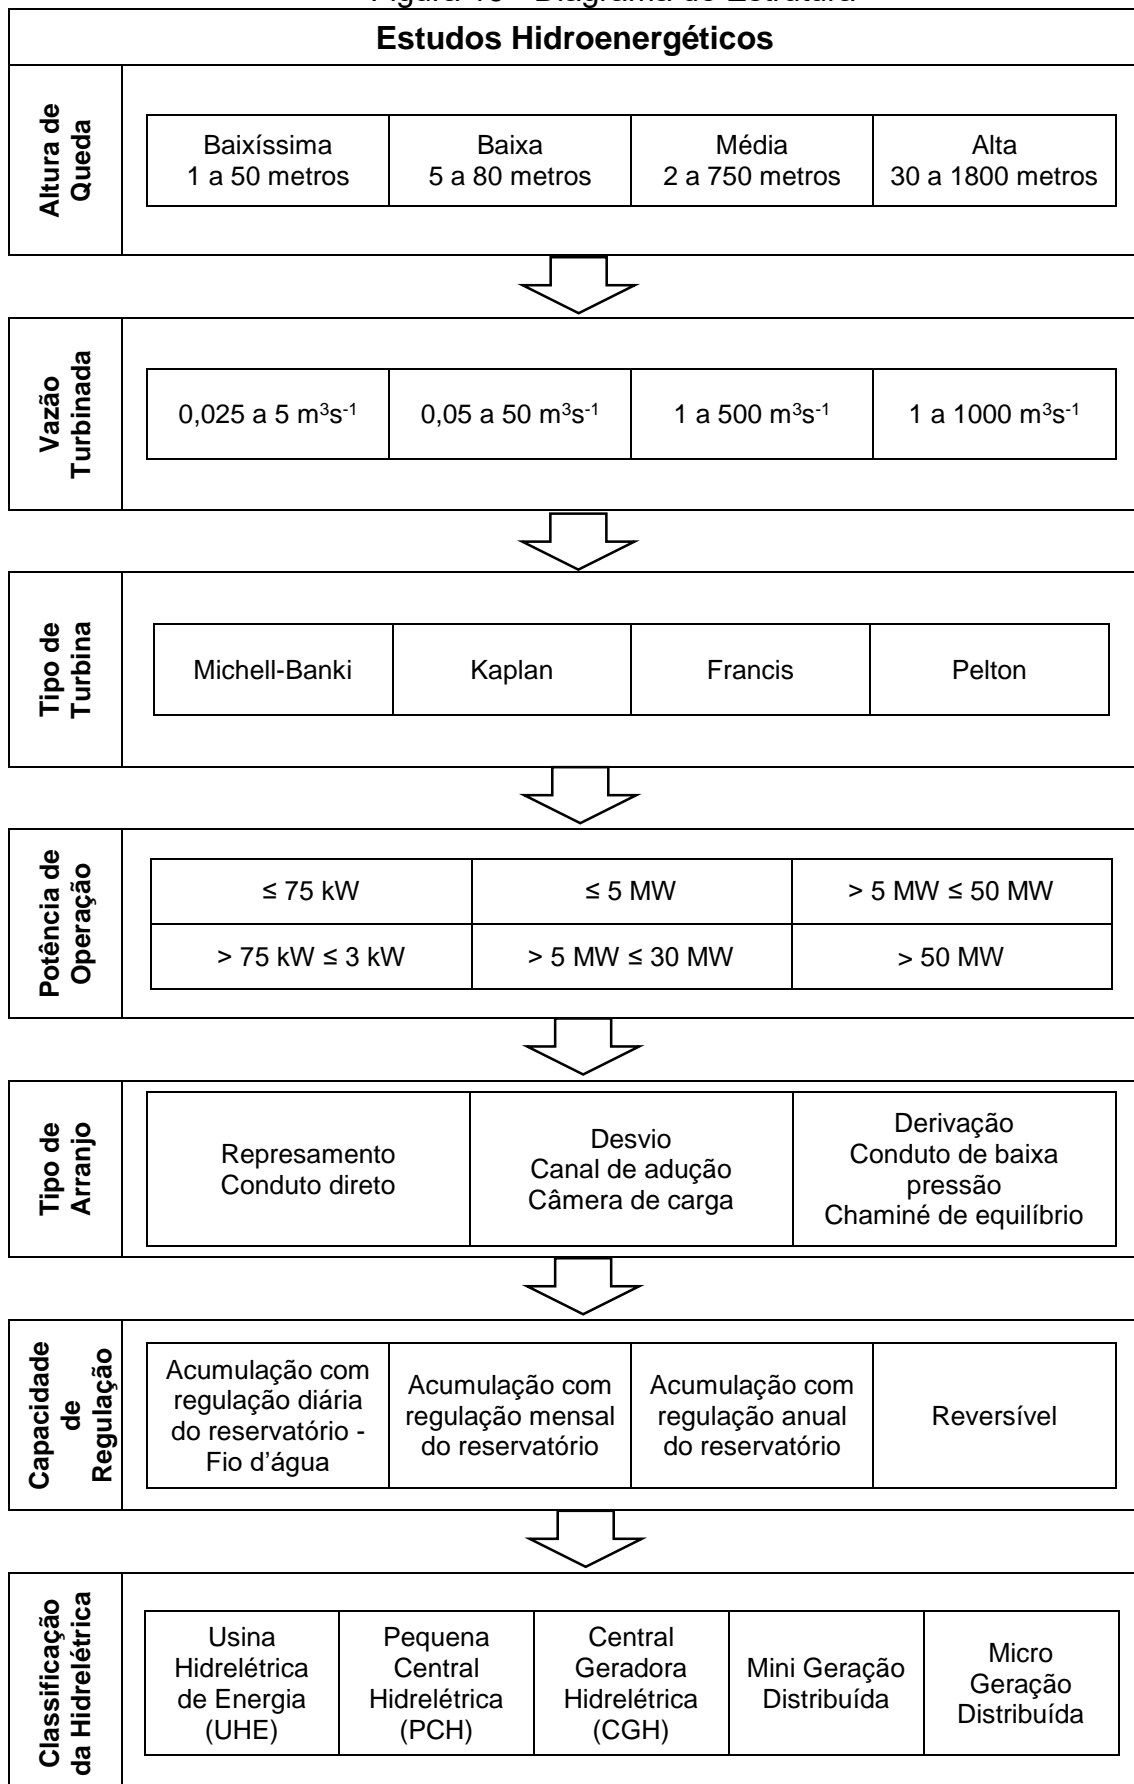 Figura 15 - Diagrama de Estrutura
Estudos Hidroenergéticos
Altura de
Queda
Baixíssima
1 a 50 metros
Baixa
5 a 80 metros
Média
2 a 750 metros
Alta
30 a 1800 metros
Vazão
Turbinada
0,025 a 5 m³s⁻¹
0,05 a 50 m³s⁻¹
1 a 500 m³s⁻¹
1 a 1000 m³s⁻¹
Tipo de
Turbina
Michell-Banki
Kaplan
Francis
Pelton
Potência de
Operação
≤ 75 kW
≤ 5 MW
> 5 MW ≤ 50 MW
> 75 kW ≤ 3 kW
> 5 MW ≤ 30 MW
> 50 MW
Tipo de
Arranjo
Represamento
Conduto direto
Desvio
Canal de adução
Câmera de carga
Derivação
Conduto de baixa
pressão
Chaminé de equilíbrio
Capacidade
de
Regulação
Acumulação com
regulação diária
do reservatório -
Fio d’água
Acumulação com
regulação mensal
do reservatório
Acumulação com
regulação anual
do reservatório
Reversível
Classificação
da Hidrelétrica
Usina
Hidrelétrica
de Energia
(UHE)
Pequena
Central
Hidrelétrica
(PCH)
Central
Geradora
Hidrelétrica
(CGH)
Mini Geração
Distribuída
Micro
Geração
Distribuída